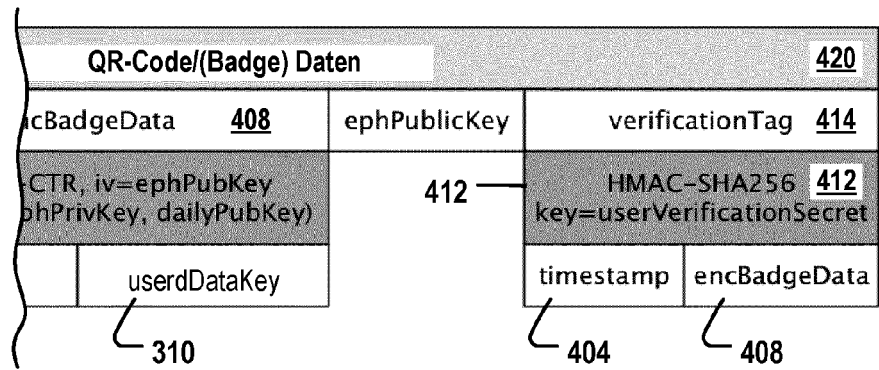 QR-Code/(Badge) Daten 420
icBadgeData 408 ephPublicKey verificationTag 414
-CTR, iv=ephPubKey
phPrivKey, dailyPubKey)
412
HMAC-SHA256 412
key=userVerificationSecret
userdDataKey timestamp encBadgeData
310 404 408